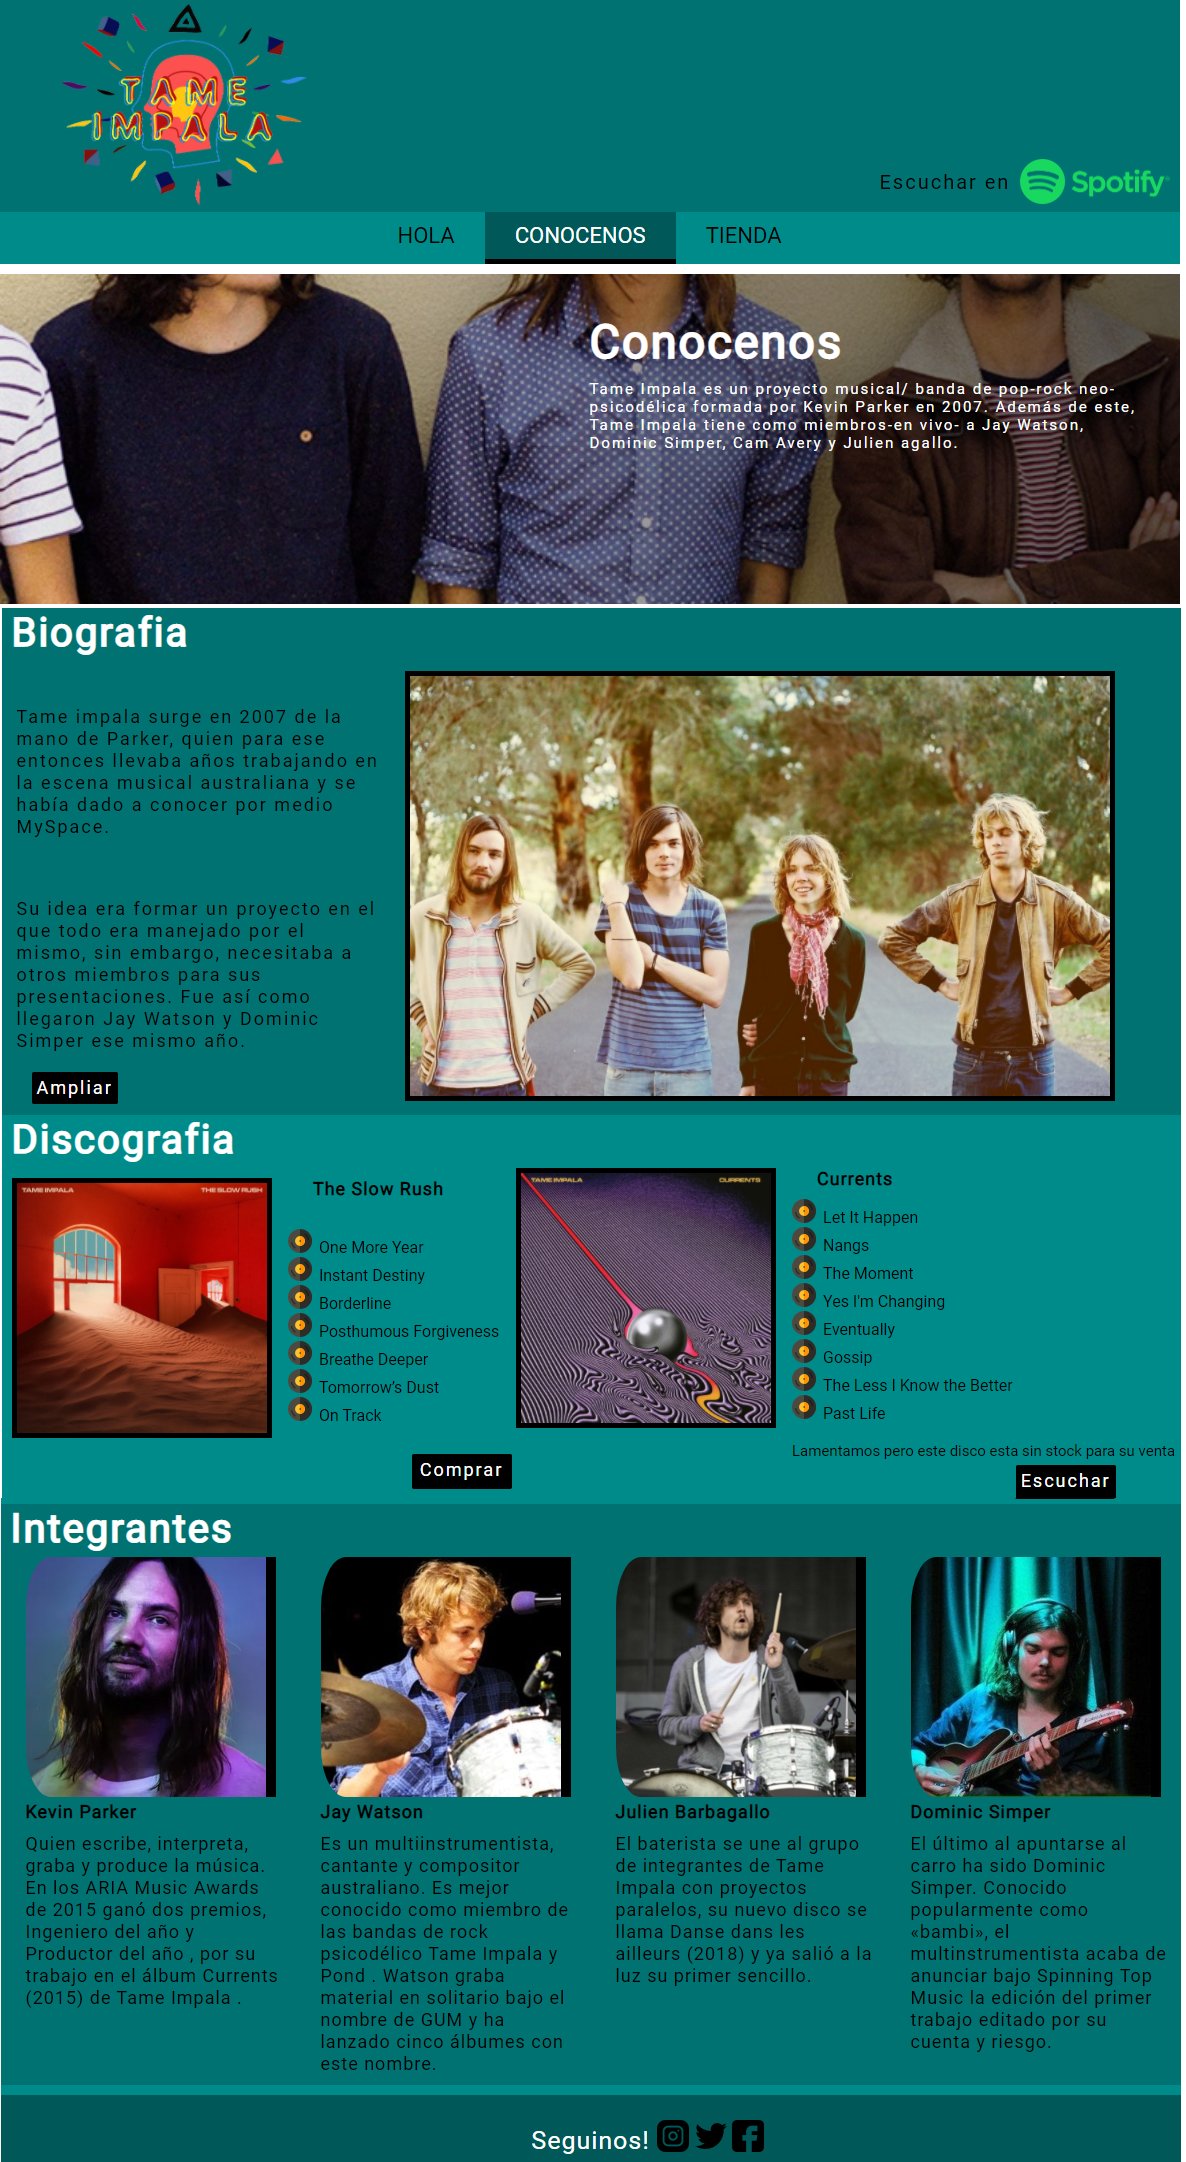 TAME
IMPALA
Escuchar en Spotify
HOLA
CONOCENOS
TIENDA
Conocenos
Tame Impala es un proyecto musical/ banda de pop-rock neo-
psicodélica formada por Kevin Parker en 2007. Además de este,
Tame Impala tiene como miembros-en vivo- a Jay Watson,
Dominic Simper, Cam Avery y Julien agallo.
Biografia
Tame impala surge en 2007 de la
mano de Parker, quien para ese
entonces llevaba años trabajando en
la escena musical australiana y se
había dado a conocer por medio
MySpace.
Su idea era formar un proyecto en el
que todo era manejado por el
mismo, sin embargo, necesitaba a
otros miembros para sus
presentaciones. Fue así como
llegaron Jay Watson y Dominic
Simper ese mismo año.
Ampliar
Discografia
TAME IMPALA
THE SLOW RUSH
The Slow Rush
One More Year
Instant Destiny
Borderline
Posthumous Forgiveness
Breathe Deeper
Tomorrow's Dust
On Track
Comprar
TAME IMPALA
CURRENTS
Currents
Let It Happen
Nangs
The Moment
Yes I'm Changing
Eventually
Gossip
The Less I Know the Better
Past Life
Lamentamos pero este disco esta sin stock para su venta
Escuchar
Integrantes
Kevin Parker
Quien escribe, interpreta,
graba y produce la música.
En los ARIA Music Awards
de 2015 ganó dos premios,
Ingeniero del año y
Productor del año , por su
trabajo en el álbum Currents
(2015) de Tame Impala .
Jay Watson
Es un multiinstrumentista,
cantante y compositor
australiano. Es mejor
conocido como miembro de
las bandas de rock
psicodélico Tame Impala y
Pond . Watson graba
material en solitario bajo el
nombre de GUM y ha
lanzado cinco álbumes con
este nombre.
Julien Barbagallo
El baterista se une al grupo
de integrantes de Tame
Impala con proyectos
paralelos, su nuevo disco se
llama Danse dans les
ailleurs (2018) y ya salió a la
luz su primer sencillo.
Dominic Simper
El último al apuntarse al
carro ha sido Dominic
Simper. Conocido
popularmente como
«bambi», el
multinstrumentista acaba de
anunciar bajo Spinning Top
Music la edición del primer
trabajo editado por su
cuenta y riesgo.
Seguinos!